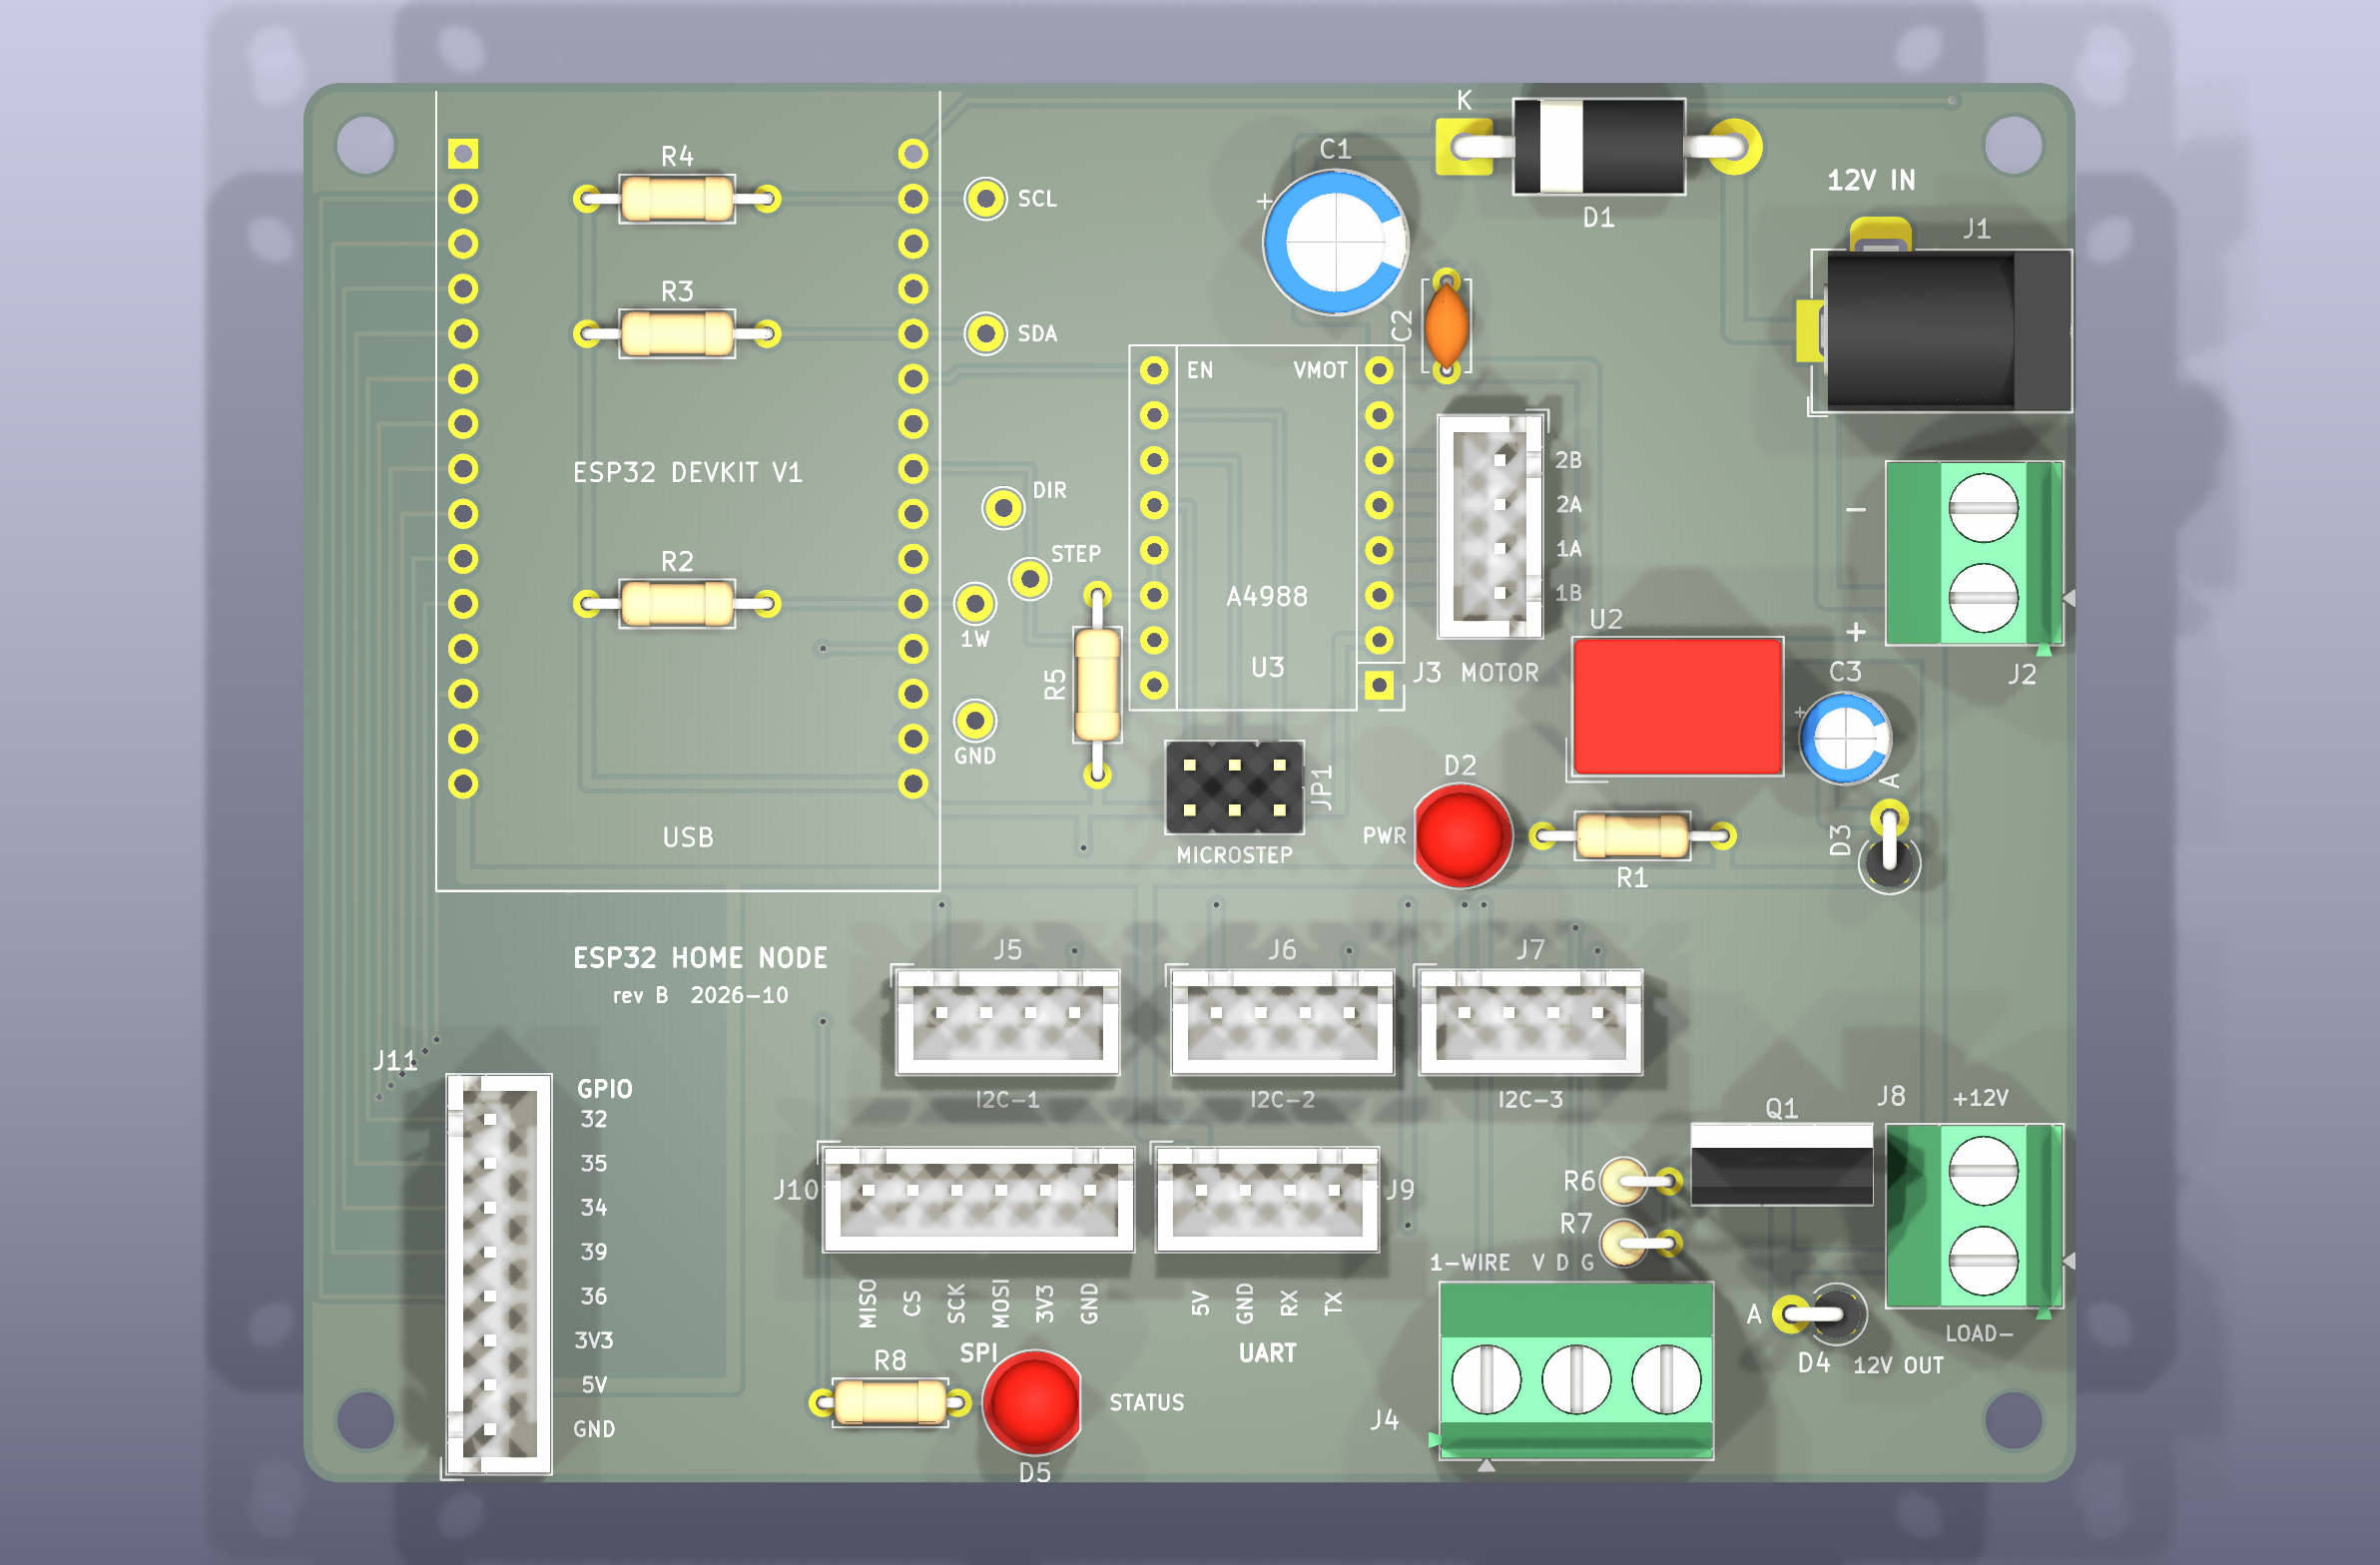 K
R4
C1
12V IN
SCL
+
D1
J1
R3
SDA
C2
EN
VMOT
ESP32 DEVKIT V1
2B
DIR
2A
−
STEP
1A
R2
A4988
1B
1W
U2
+
U3
J3 MOTOR
J2
R5
C3
+
GND
D2
A
JP1
USB
PWR
D3
MICROSTEP
R1
ESP32 HOME NODE
J5
J6
J7
rev B 2026-10
J11
GPIO
I2C-1
I2C-2
I2C-3
J8
+12V
32
Q1
35
J10
J9
R6
34
R7
39
1-WIRE V D G
36
MISO
CS
SCK
MOSI
3V3
GND
5V
GND
RX
TX
A
3V3
SPI
UART
LOAD-
R8
D4
12V OUT
5V
STATUS
J4
GND
D5